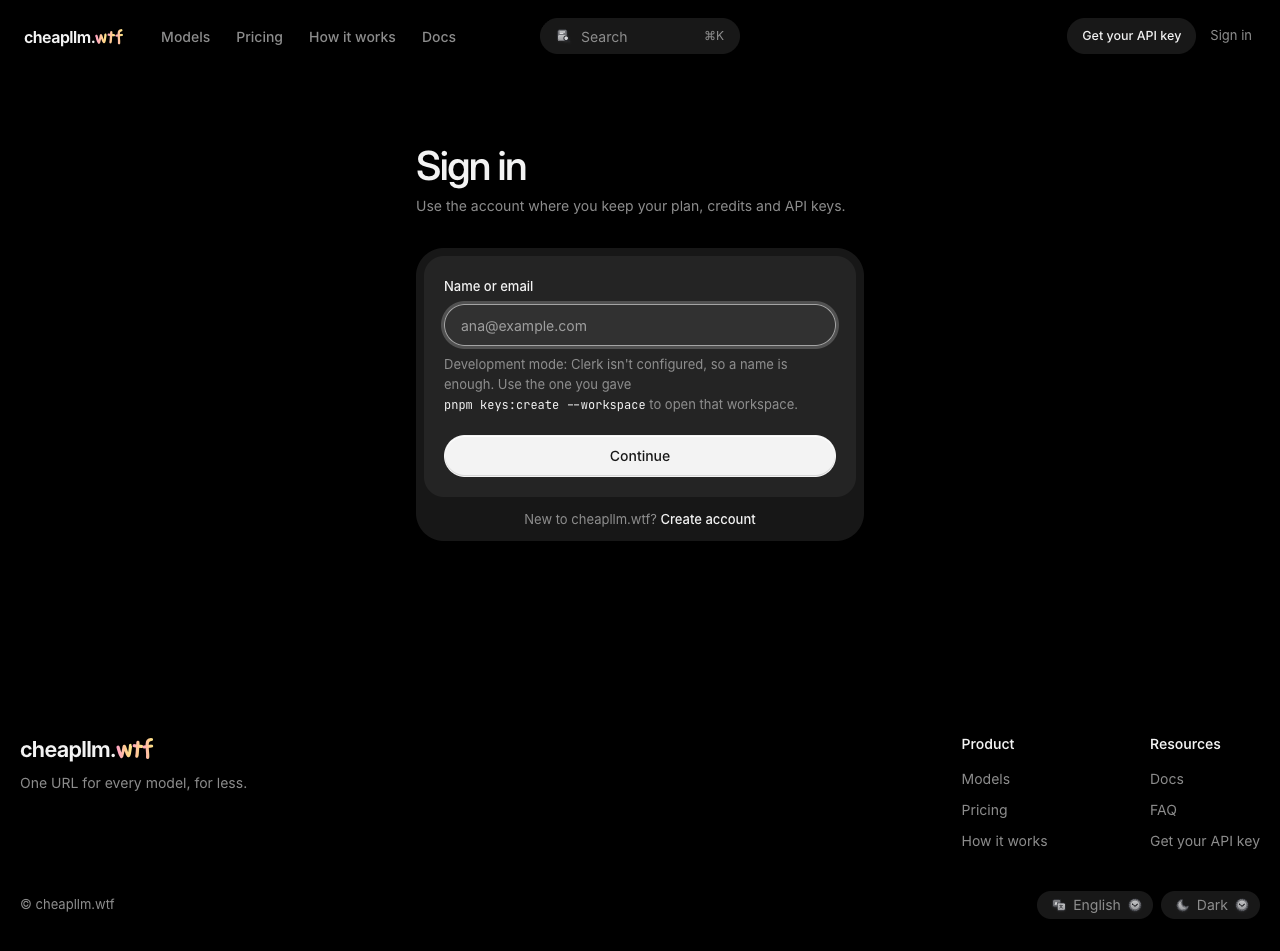 cheapllm.wtf
Models
Pricing
How it works
Docs
Search
⌘K
Get your API key
Sign in
Sign in
Use the account where you keep your plan, credits and API keys.
Name or email
ana@example.com
Development mode: Clerk isn't configured, so a name is
enough. Use the one you gave
pnpm keys:create --workspace to open that workspace.
Continue
New to cheapllm.wtf? Create account
cheapllm.wtf
One URL for every model, for less.
Product
Models
Pricing
How it works
Resources
Docs
FAQ
Get your API key
© cheapllm.wtf
English
Dark